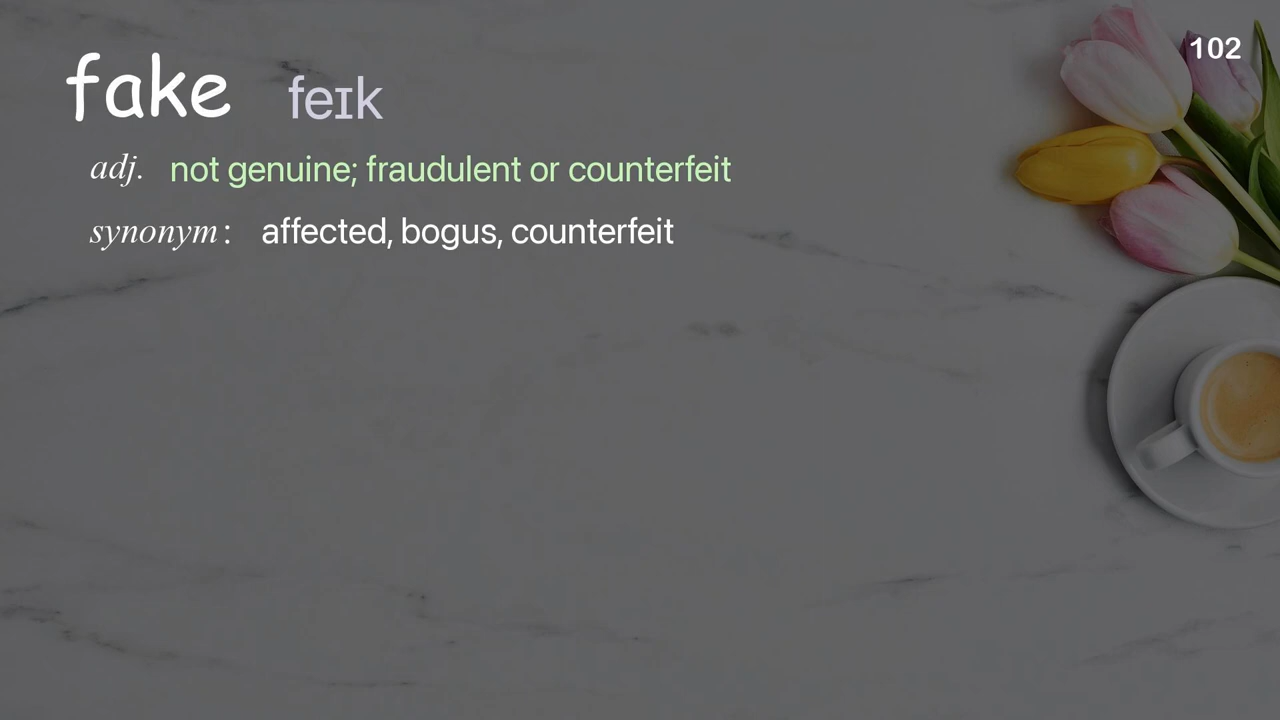 102
fake feɪk
adj. not genuine; fraudulent or counterfeit
synonym: affected, bogus, counterfeit